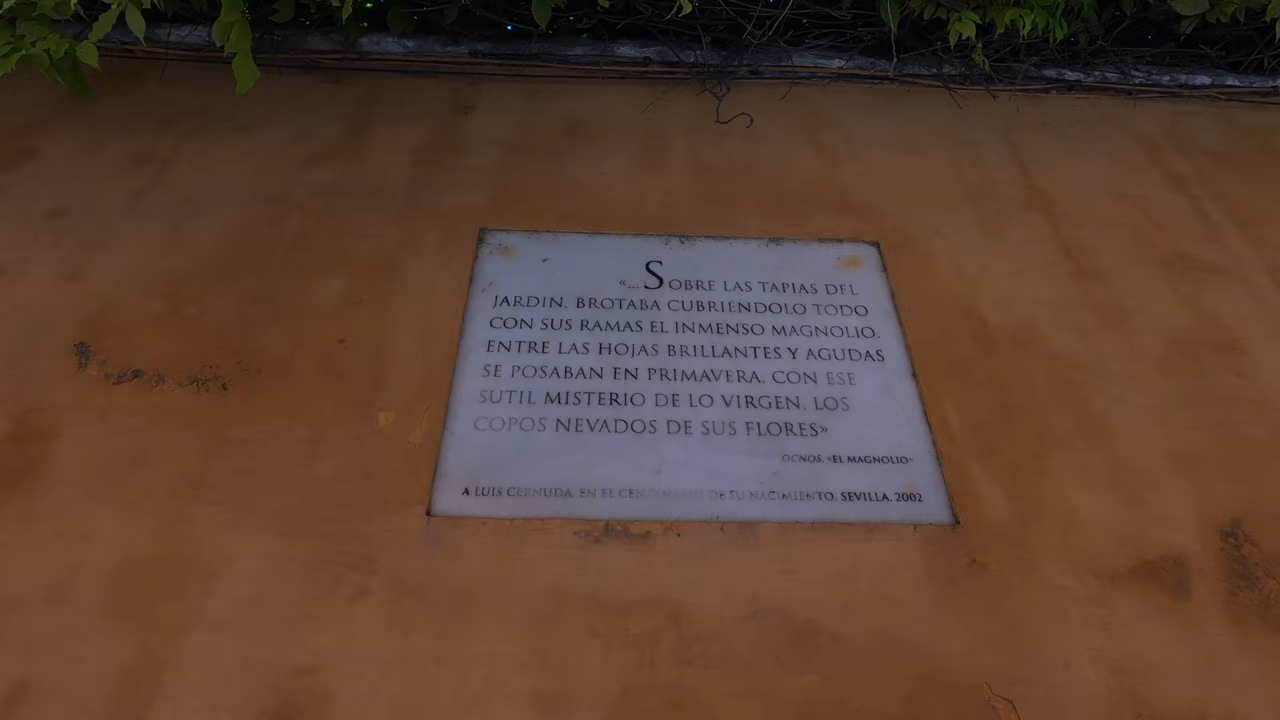 «... SOBRE LAS TAPIAS DEL
JARDIN, BROTABA CUBRIENDOLO TODO
CON SUS RAMAS EL INMENSO MAGNOLIO.
ENTRE LAS HOJAS BRILLANTES Y AGUDAS
SE POSABAN EN PRIMAVERA, CON ESE
SUTIL MISTERIO DE LO VIRGEN, LOS
COPOS NEVADOS DE SUS FLORES»
OCNOS. «EL MAGNOLIO»
A LUIS CERNUDA, EN EL CENTENARIO DE SU NACIMIENTO. SEVILLA, 2002